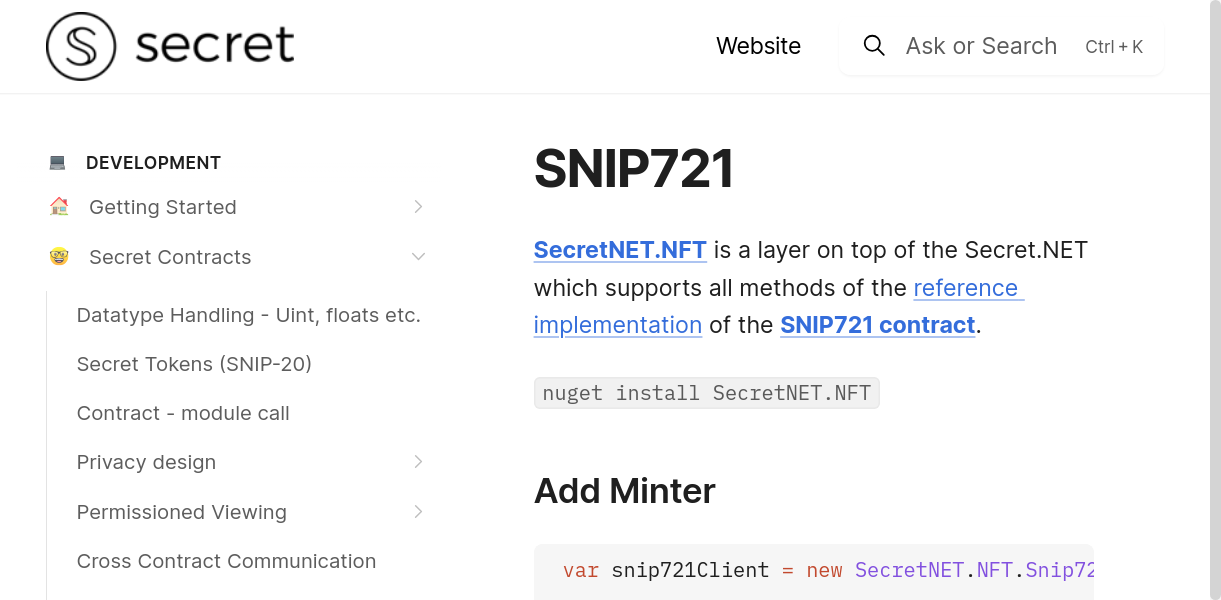 secret
Website
Ask or Search Ctrl + K
DEVELOPMENT
Getting Started
Secret Contracts
Datatype Handling - Uint, floats etc.
Secret Tokens (SNIP-20)
Contract - module call
Privacy design
Permissioned Viewing
Cross Contract Communication
SNIP721
SecretNET.NFT is a layer on top of the Secret.NET
which supports all methods of the reference
implementation of the SNIP721 contract.
nuget install SecretNET.NFT
Add Minter
var snip721Client = new SecretNET.NFT.Snip72